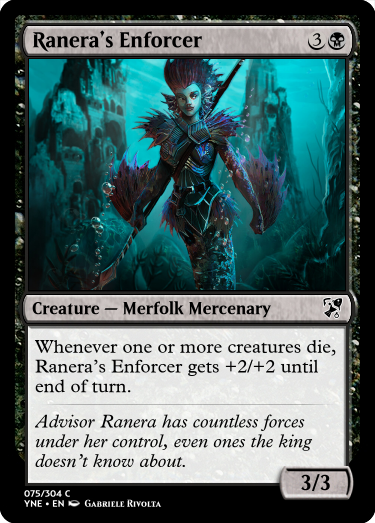 Ranera's Enforcer 3
Creature — Merfolk Mercenary
Whenever one or more creatures die,
Ranera's Enforcer gets +2/+2 until
end of turn.
Advisor Ranera has countless forces
under her control, even ones the king
doesn't know about.
3/3
075/304 C
YNE • EN Gabriele Rivolta